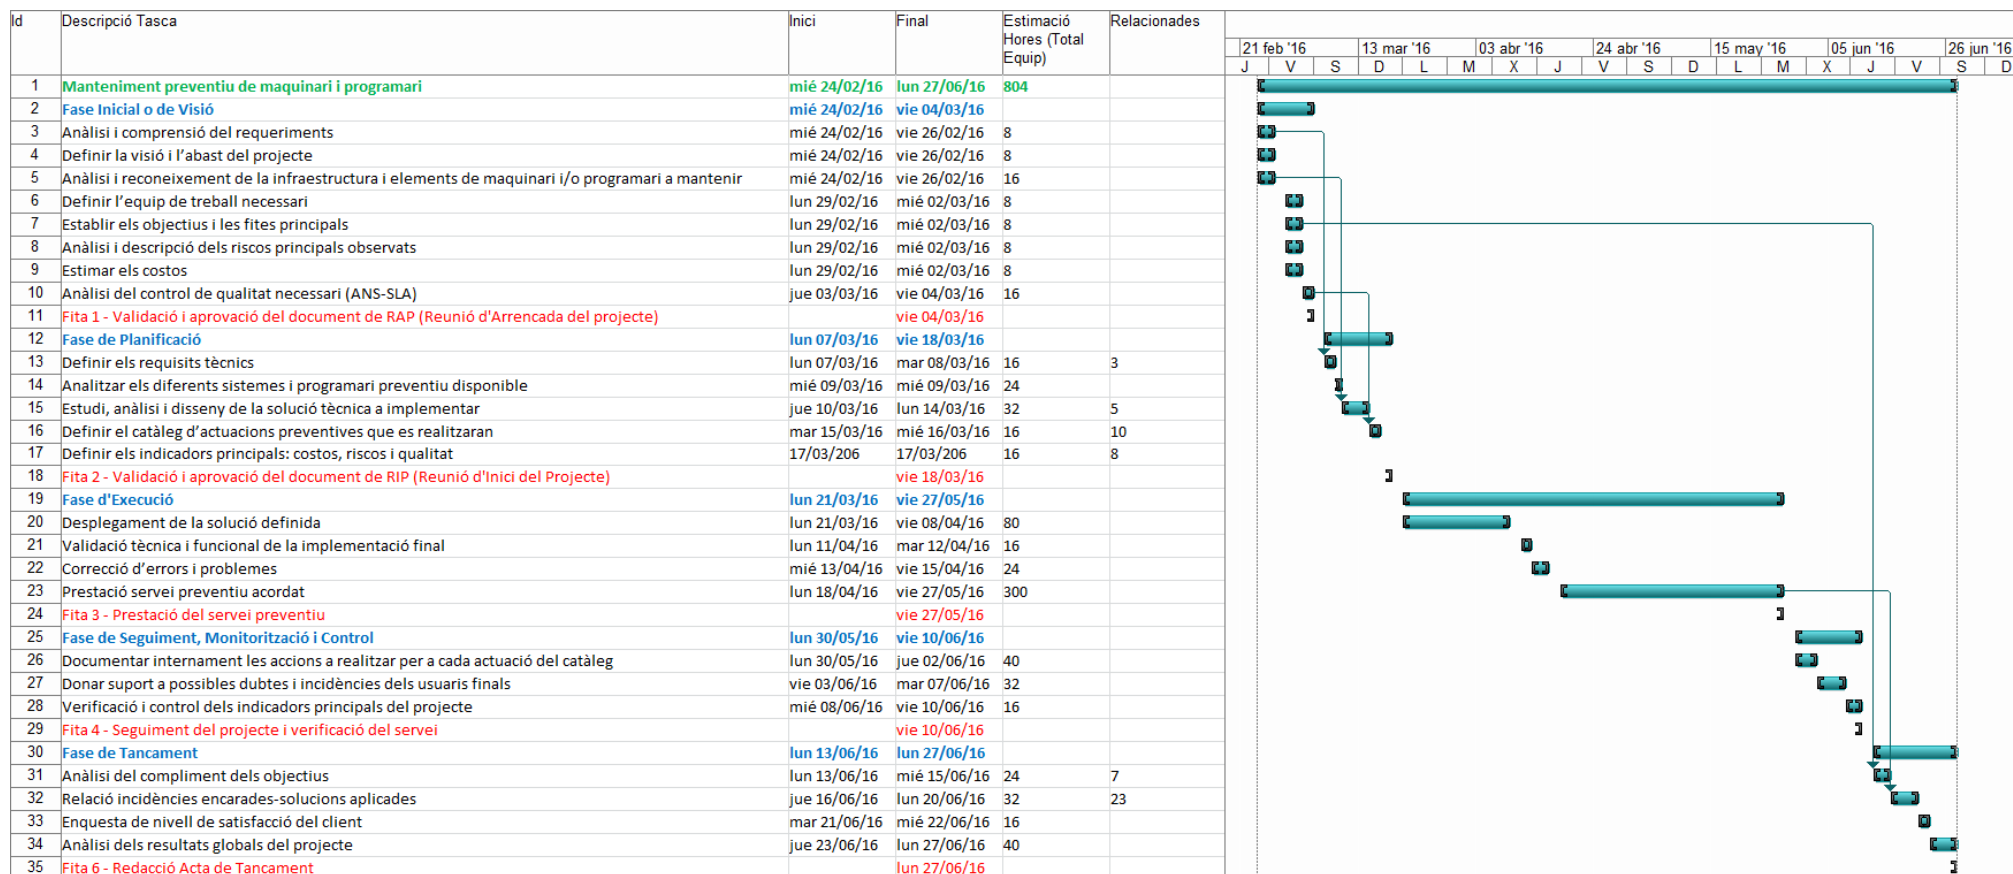 Id Descripció Tasca Inici Final Estimació Hores (Total Equip) Relacionades
21 feb '16 13 mar '16 03 abr '16 24 abr '16 15 may '16 05 jun '16 26 jun '16
J V S D L M X J V S D L M X J V S D
1 Manteniment preventiu de maquinari i programari mié 24/02/16 lun 27/06/16 804
2 Fase Inicial o de Visió mié 24/02/16 vie 04/03/16
3 Anàlisi i comprensió del requeriments mié 24/02/16 vie 26/02/16 8
4 Definir la visió i l'abast del projecte mié 24/02/16 vie 26/02/16 8
5 Anàlisi i reconeixement de la infraestructura i elements de maquinari i/o programari a mantenir mié 24/02/16 vie 26/02/16 16
6 Definir l'equip de treball necessari lun 29/02/16 mié 02/03/16 8
7 Establir els objectius i les fites principals lun 29/02/16 mié 02/03/16 8
8 Anàlisi i descripció dels riscos principals observats lun 29/02/16 mié 02/03/16 8
9 Estimar els costos lun 29/02/16 mié 02/03/16 8
10 Anàlisi del control de qualitat necessari (ANS-SLA) jue 03/03/16 vie 04/03/16 16
11 Fita 1 - Validació i aprovació del document de RAP (Reunió d'Arrencada del projecte) vie 04/03/16
12 Fase de Planificació lun 07/03/16 vie 18/03/16
13 Definir els requisits tècnics lun 07/03/16 mar 08/03/16 16 3
14 Analitzar els diferents sistemes i programari preventiu disponible mié 09/03/16 mié 09/03/16 24
15 Estudi, anàlisi i disseny de la solució tècnica a implementar jue 10/03/16 lun 14/03/16 32 5
16 Definir el catàleg d'actuacions preventives que es realitzaran mar 15/03/16 mié 16/03/16 16 10
17 Definir els indicadors principals: costos, riscos i qualitat 17/03/206 17/03/206 16 8
18 Fita 2 - Validació i aprovació del document de RIP (Reunió d'Inici del Projecte) vie 18/03/16
19 Fase d'Execució lun 21/03/16 vie 27/05/16
20 Desplegament de la solució definida lun 21/03/16 vie 08/04/16 80
21 Validació tècnica i funcional de la implementació final lun 11/04/16 mar 12/04/16 16
22 Correcció d'errors i problemes mié 13/04/16 vie 15/04/16 24
23 Prestació servei preventiu acordat lun 18/04/16 vie 27/05/16 300
24 Fita 3 - Prestació del servei preventiu vie 27/05/16
25 Fase de Seguiment, Monitorització i Control lun 30/05/16 vie 10/06/16
26 Documentar internament les accions a realitzar per a cada actuació del catàleg lun 30/05/16 jue 02/06/16 40
27 Donar suport a possibles dubtes i incidències dels usuaris finals vie 03/06/16 mar 07/06/16 32
28 Verificació i control dels indicadors principals del projecte mié 08/06/16 vie 10/06/16 16
29 Fita 4 - Seguiment del projecte i verificació del servei vie 10/06/16
30 Fase de Tancament lun 13/06/16 lun 27/06/16
31 Anàlisi del compliment dels objectius lun 13/06/16 mié 15/06/16 24 7
32 Relació incidències encarades-solucions aplicades jue 16/06/16 lun 20/06/16 32 23
33 Enquesta de nivell de satisfacció del client mar 21/06/16 mié 22/06/16 16
34 Anàlisi dels resultats globals del projecte jue 23/06/16 lun 27/06/16 40
35 Fita 6 - Redacció Acta de Tancament lun 27/06/16